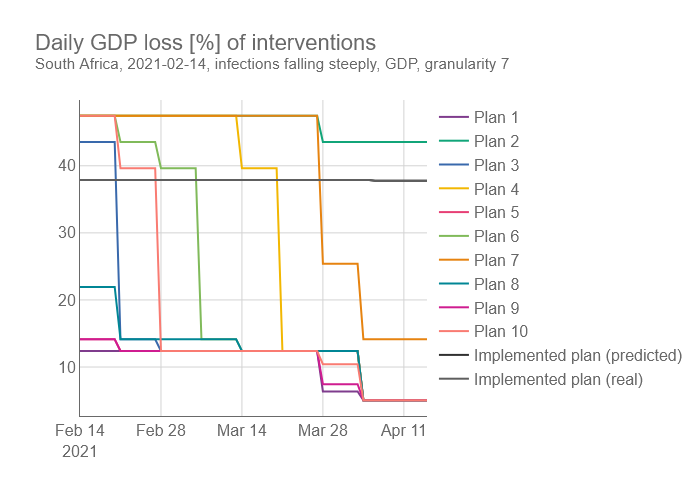 Daily GDP loss [%] of interventions
South Africa, 2021-02-14, infections falling steeply, GDP, granularity 7
40
30
20
10
Feb 14
2021
Feb 28
Mar 14
Mar 28
Apr 11
Plan 1
Plan 2
Plan 3
Plan 4
Plan 5
Plan 6
Plan 7
Plan 8
Plan 9
Plan 10
Implemented plan (predicted)
Implemented plan (real)